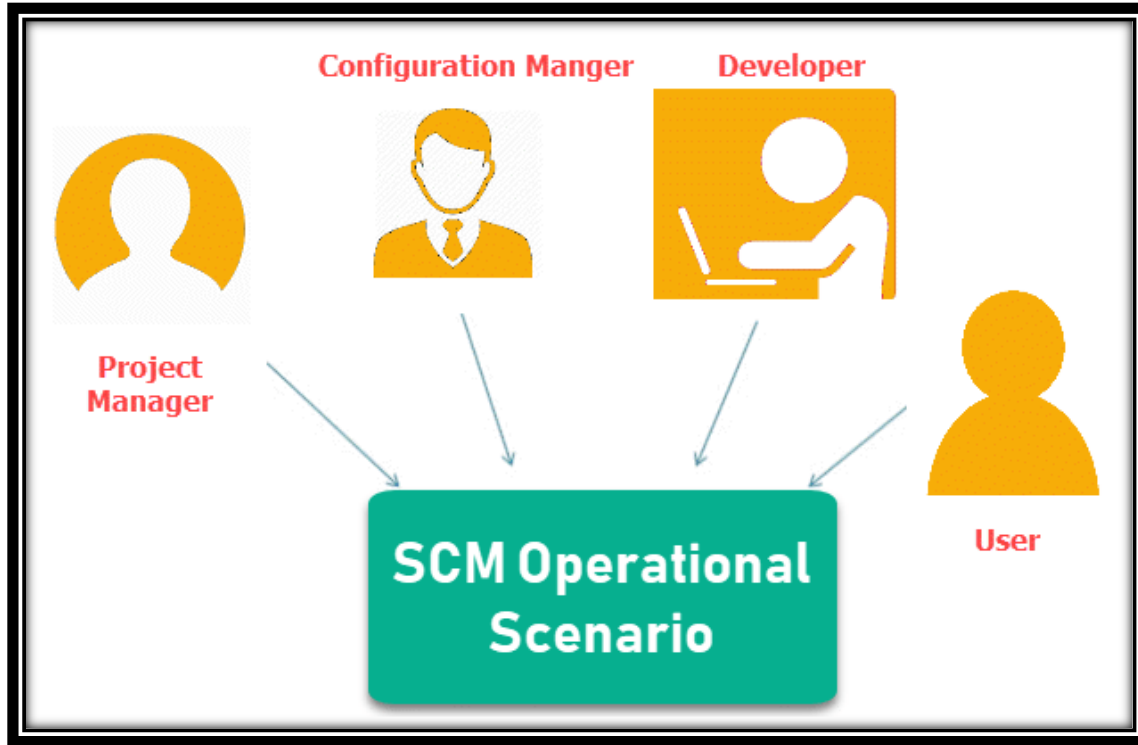 Configuration Manger
Developer
Project
Manager
User
SCM Operational
Scenario